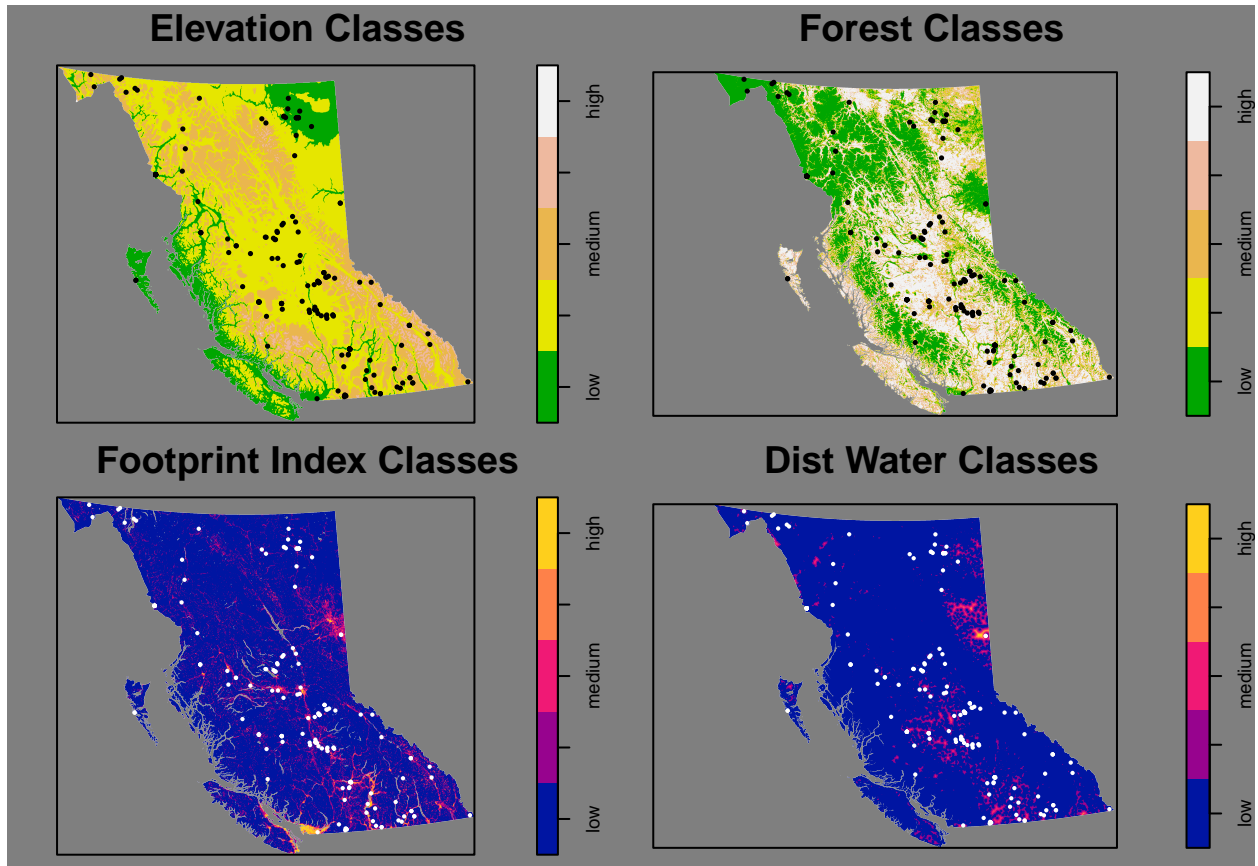 Elevation Classes
high
medium
low
Forest Classes
high
medium
low
Footprint Index Classes
high
medium
low
Dist Water Classes
high
medium
low